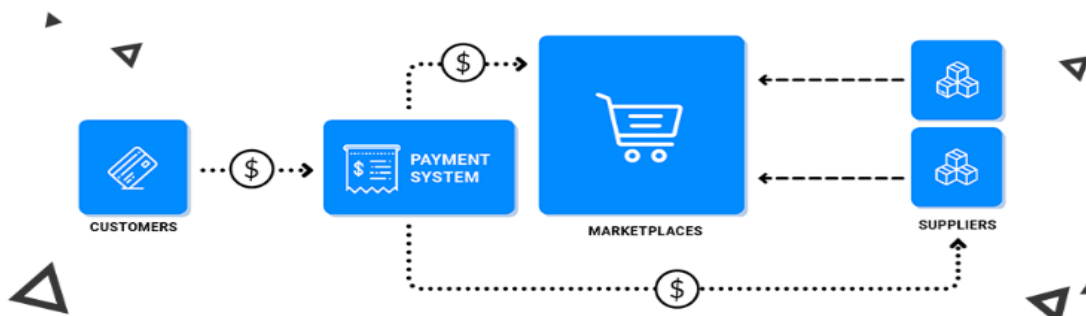 $
$
$
PAYMENT
SYSTEM
CUSTOMERS
MARKETPLACES
SUPPLIERS
$